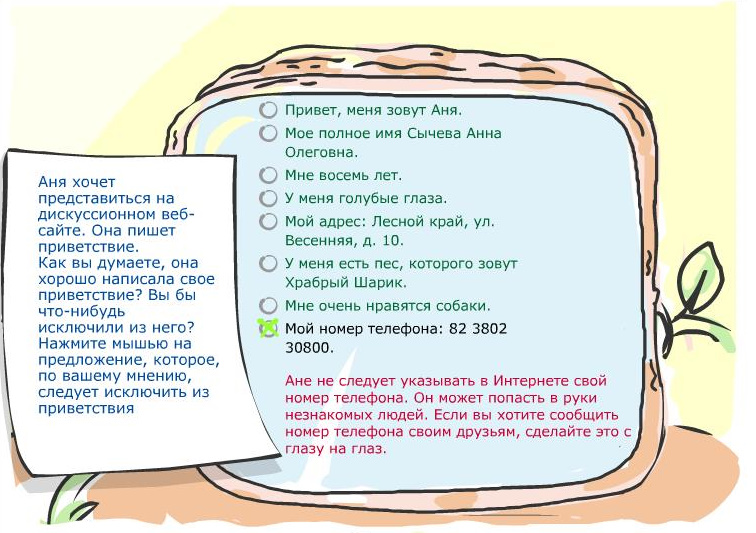 Аня хочет
представиться на
дискуссионном веб-
сайте. Она пишет
приветствие.
Как вы думаете, она
хорошо написала свое
приветствие? Вы бы
что-нибудь
исключили из него?
Нажмите мышью на
предложение, которое,
по вашему мнению,
следует исключить из
приветствия
Привет, меня зовут Аня.
Мое полное имя Сычева Анна
Олеговна.
Мне восемь лет.
У меня голубые глаза.
Мой адрес: Лесной край, ул.
Весенняя, д. 10.
У меня есть пес, которого зовут
Храбрый Шарик.
Мне очень нравятся собаки.
Мой номер телефона: 82 3802
30800.
Ане не следует указывать в Интернете свой
номер телефона. Он может попасть в руки
незнакомых людей. Если вы хотите сообщить
номер телефона своим друзьям, сделайте это с
глазу на глаз.